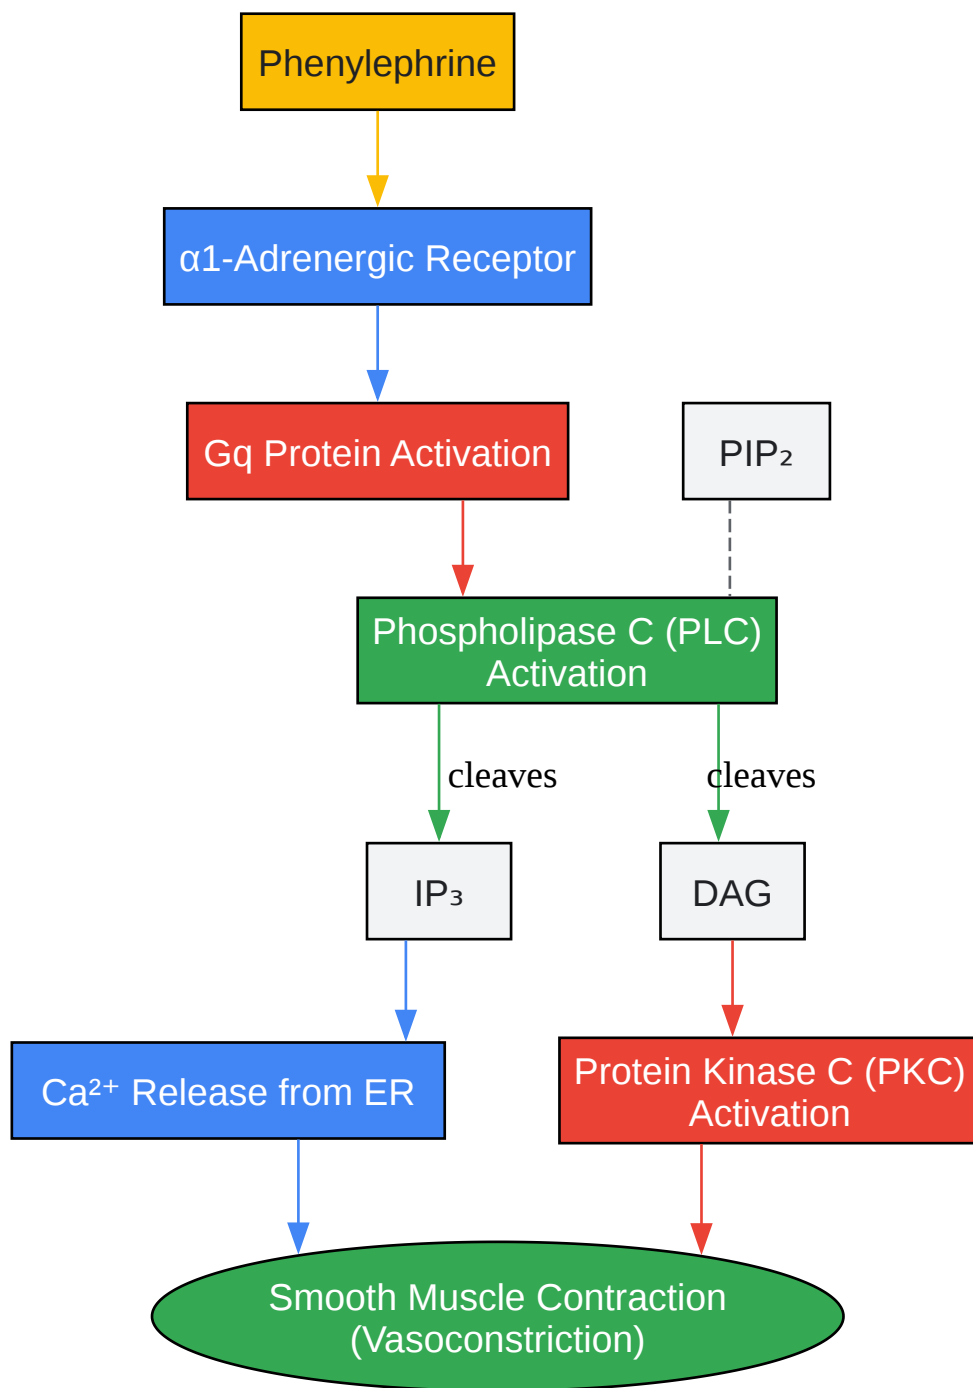 Phenylephrine
α1-Adrenergic Receptor
Gq Protein Activation
PIP₂
Phospholipase C (PLC)
Activation
cleaves
cleaves
IP₃
DAG
Ca²⁺ Release from ER
Protein Kinase C (PKC)
Activation
Smooth Muscle Contraction
(Vasoconstriction)